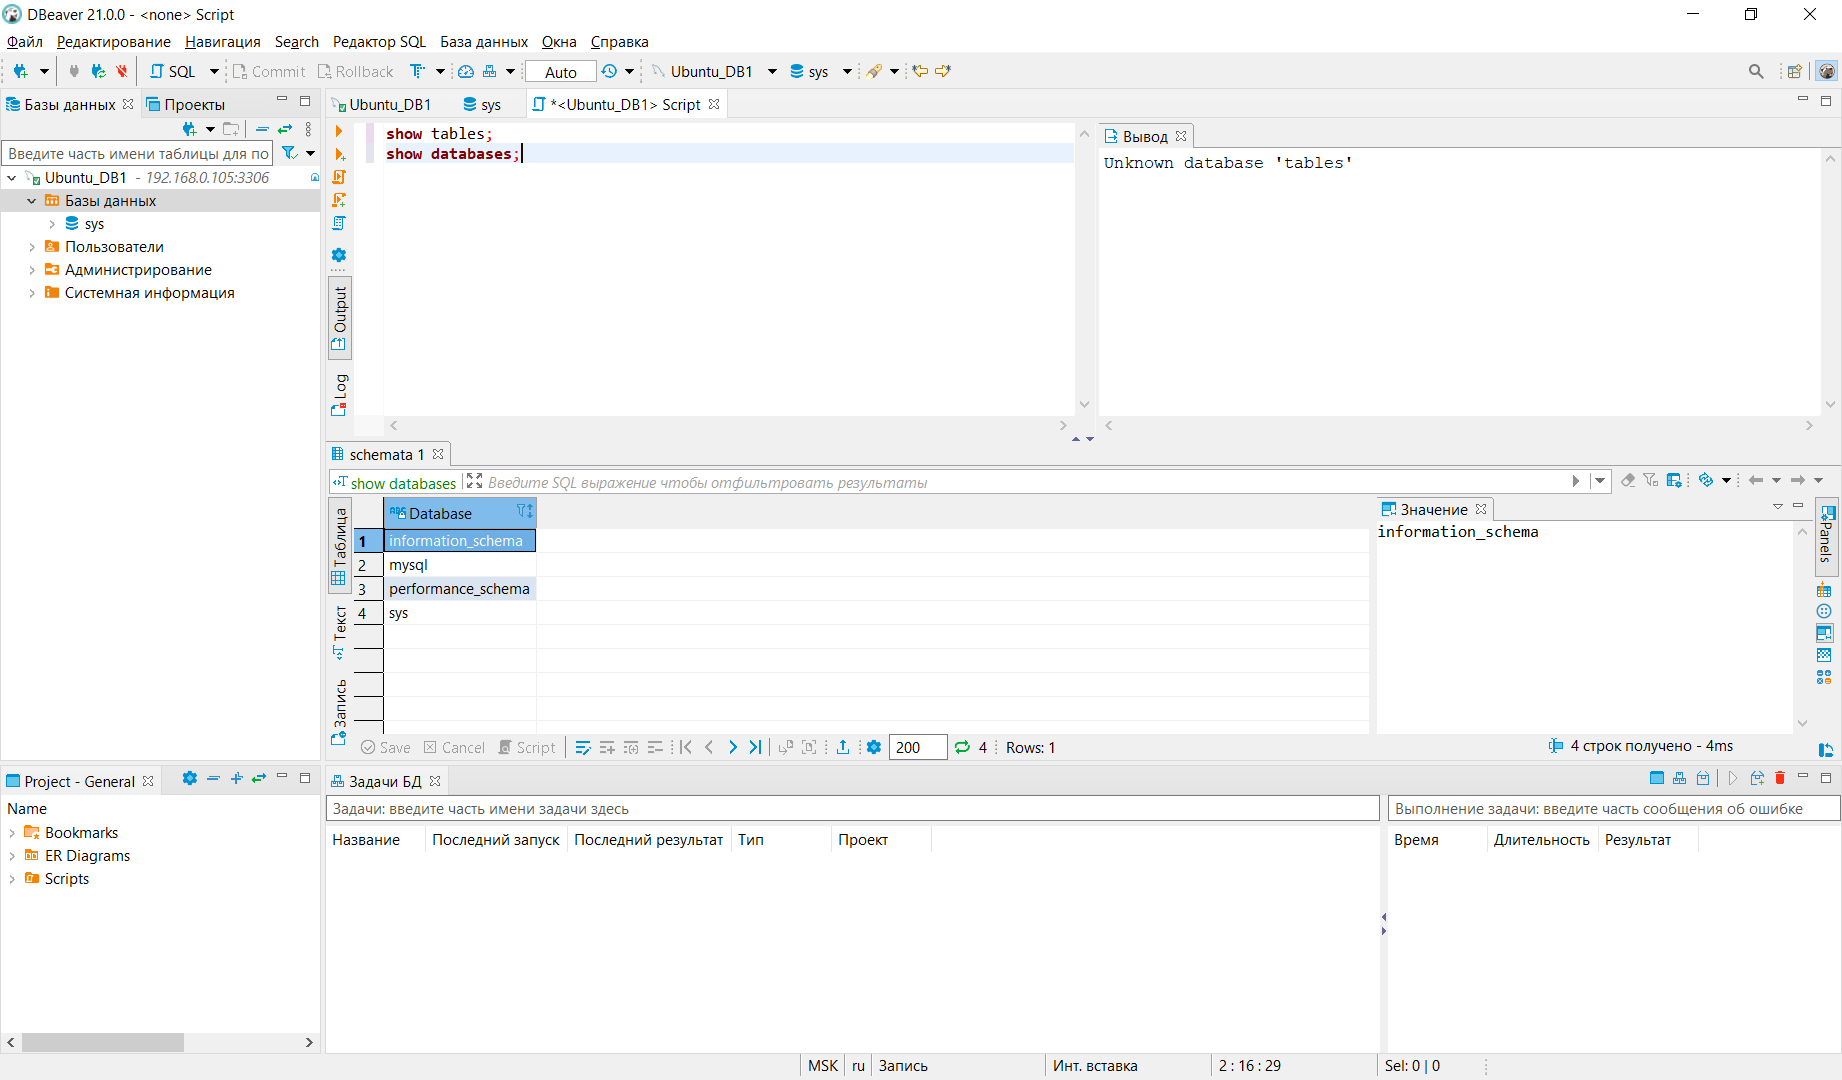 DBeaver 21.0.0 - <none> Script
Файл Редактирование Навигация Search Редактор SQL База данных Окна Справка
SQL Commit Rollback Auto Ubuntu_DB1 sys
Базы данных Проекты
Введите часть имени таблицы для по
Ubuntu_DB1 - 192.168.0.105:3306
Базы данных
sys
Пользователи
Администрирование
Системная информация
Ubuntu_DB1 sys *<Ubuntu_DB1> Script
show tables;
show databases;
Output
Log
Вывод
Unknown database 'tables'
schemata 1
show databases Введите SQL выражение чтобы отфильтровать результаты
Таблица
Текст
Запись
Database
1 information_schema
2 mysql
3 performance_schema
4 sys
Значение
information_schema
Panels
Save Cancel Script 200 4 Rows: 1
4 строк получено - 4ms
Project - General
Name
Bookmarks
ER Diagrams
Scripts
Задачи БД
Задачи: введите часть имени задачи здесь
Название Последний запуск Последний результат Тип Проект
Выполнение задачи: введите часть сообщения об ошибке
Время Длительность Результат
MSK ru Запись Инт. вставка 2 : 16 : 29 Sel: 0 | 0